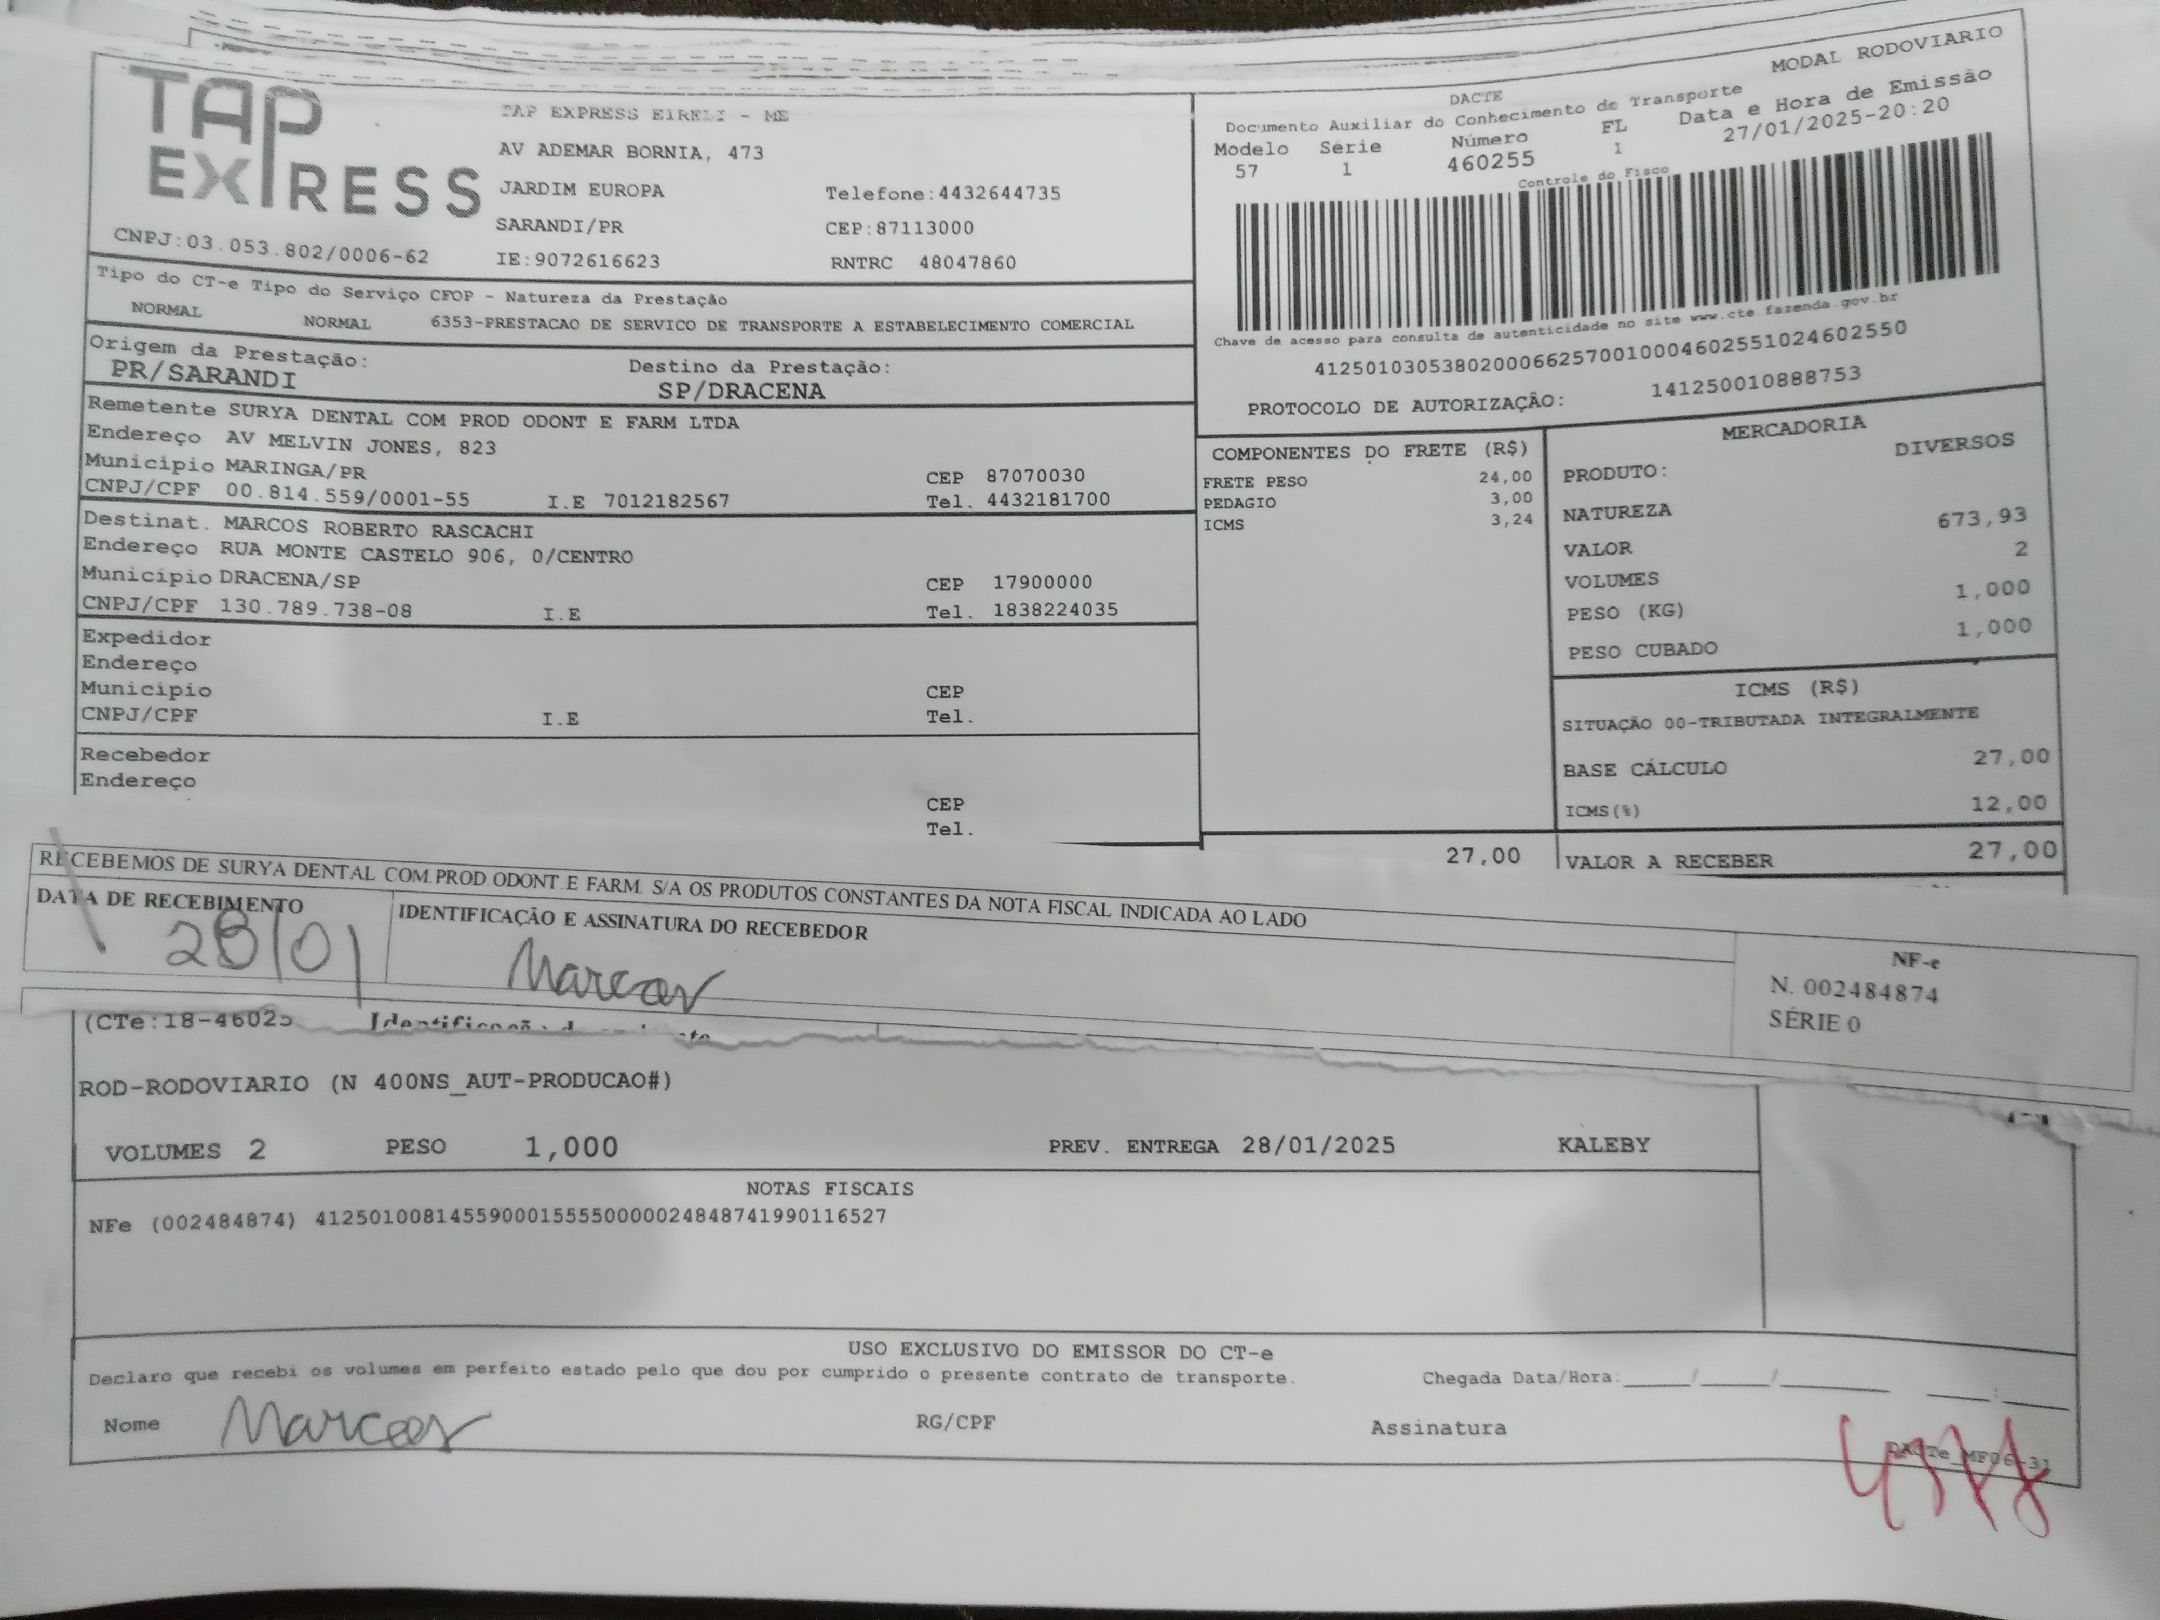 TAP EXPRESS
CNPJ:03.053.802/0006-62
TAP EXPRESS EIRELI - ME
AV ADEMAR BORNIA, 473
JARDIM EUROPA Telefone:4432644735
SARANDI/PR CEP:87113000
IE:9072616623 RNTRC 48047860
DACTE MODAL RODOVIARIO
Documento Auxiliar do Conhecimento de Transporte
Modelo Série Número FL Data e Hora de Emissão
57 1 460255 1 27/01/2025-20:20
Controle do Fisco
Chave de acesso para consulta de autenticidade no site www.cte.fazenda.gov.br
41250103053802000662570010004602551024602550
PROTOCOLO DE AUTORIZAÇÃO: 141250010888753
Tipo do CT-e Tipo do Serviço CFOP - Natureza da Prestação
NORMAL NORMAL 6353-PRESTACAO DE SERVICO DE TRANSPORTE A ESTABELECIMENTO COMERCIAL
Origem da Prestação: Destino da Prestação:
PR/SARANDI SP/DRACENA
Remetente SURYA DENTAL COM PROD ODONT E FARM LTDA
Endereço AV MELVIN JONES, 823
Município MARINGA/PR CEP 87070030
CNPJ/CPF 00.814.559/0001-55 I.E 7012182567 Tel. 4432181700
Destinat. MARCOS ROBERTO RASCACHI
Endereço RUA MONTE CASTELO 906, 0/CENTRO
Município DRACENA/SP CEP 17900000
CNPJ/CPF 130.789.738-08 I.E Tel. 1838224035
Expedidor
Endereço
Município CEP
CNPJ/CPF I.E Tel.
Recebedor
Endereço
CEP
Tel.
COMPONENTES DO FRETE (R$)
FRETE PESO 24,00
PEDAGIO 3,00
ICMS 3,24
27,00
MERCADORIA
PRODUTO: DIVERSOS
NATUREZA
VALOR 673,93
VOLUMES 2
PESO (KG) 1,000
PESO CUBADO 1,000
ICMS (R$)
SITUAÇÃO 00-TRIBUTADA INTEGRALMENTE
BASE CÁLCULO 27,00
ICMS(%) 12,00
VALOR A RECEBER 27,00
RECEBEMOS DE SURYA DENTAL COM.PROD.ODONT.E FARM. S/A OS PRODUTOS CONSTANTES DA NOTA FISCAL INDICADA AO LADO
DATA DE RECEBIMENTO IDENTIFICAÇÃO E ASSINATURA DO RECEBEDOR
28/01 Marcos
NF-e
N. 002484874
SÉRIE 0
(CTe:18-46025
ROD-RODOVIARIO (N 400NS_AUT-PRODUCAO#)
VOLUMES 2 PESO 1,000 PREV. ENTREGA 28/01/2025 KALEBY
NOTAS FISCAIS
NFe (002484874) 41250100814559000155550000024848741990116527
USO EXCLUSIVO DO EMISSOR DO CT-e
Declaro que recebi os volumes em perfeito estado pelo que dou por cumprido o presente contrato de transporte. Chegada Data/Hora:_____/_____/_______ ____:____
Nome Marcos RG/CPF Assinatura
DACTe_MF06-31